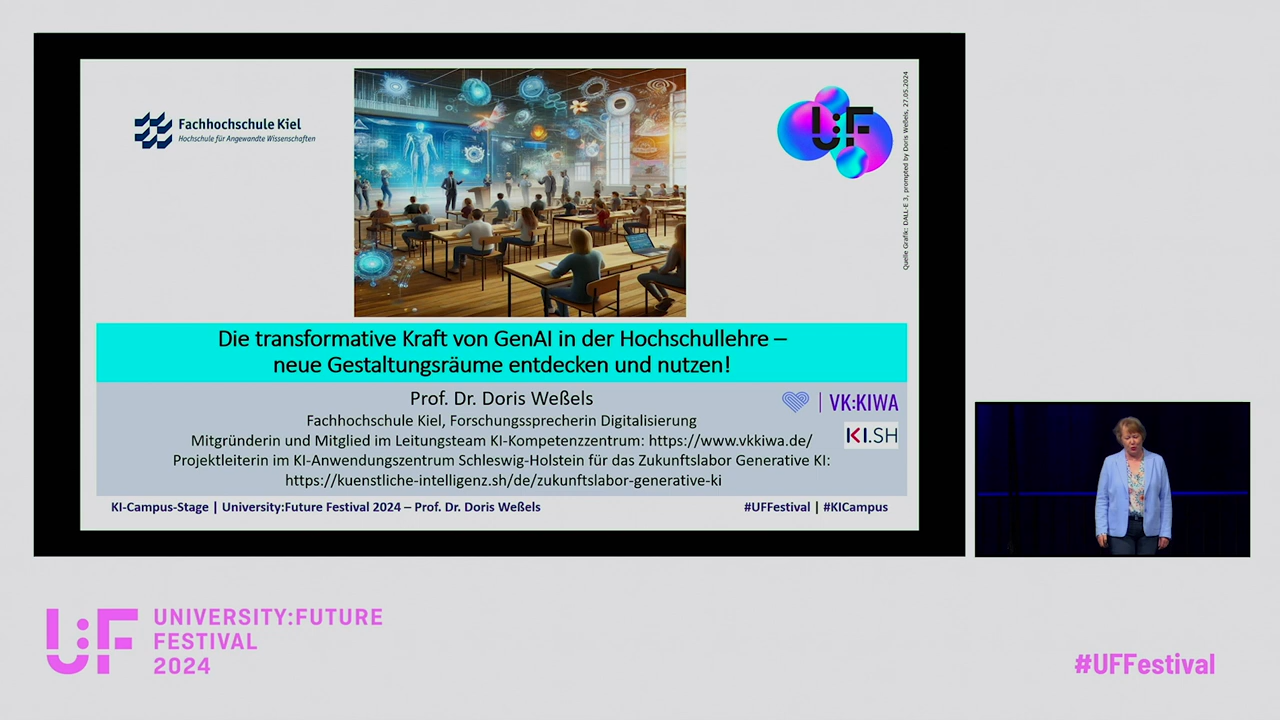 Fachhochschule Kiel
Hochschule für Angewandte Wissenschaften
U:F
Quelle Grafik: DALL-E 3, prompted by Doris Weßels, 27.05.2024
Die transformative Kraft von GenAI in der Hochschullehre –
neue Gestaltungsräume entdecken und nutzen!
Prof. Dr. Doris Weßels
Fachhochschule Kiel, Forschungssprecherin Digitalisierung
Mitgründerin und Mitglied im Leitungsteam KI-Kompetenzzentrum: https://www.vkkiwa.de/
Projektleiterin im KI-Anwendungszentrum Schleswig-Holstein für das Zukunftslabor Generative KI:
https://kuenstliche-intelligenz.sh/de/zukunftslabor-generative-ki
VK:KIWA
KI.SH
KI-Campus-Stage | University:Future Festival 2024 – Prof. Dr. Doris Weßels
#UFFestival | #KICampus
U:F
UNIVERSITY:FUTURE
FESTIVAL
2024
#UFFestival